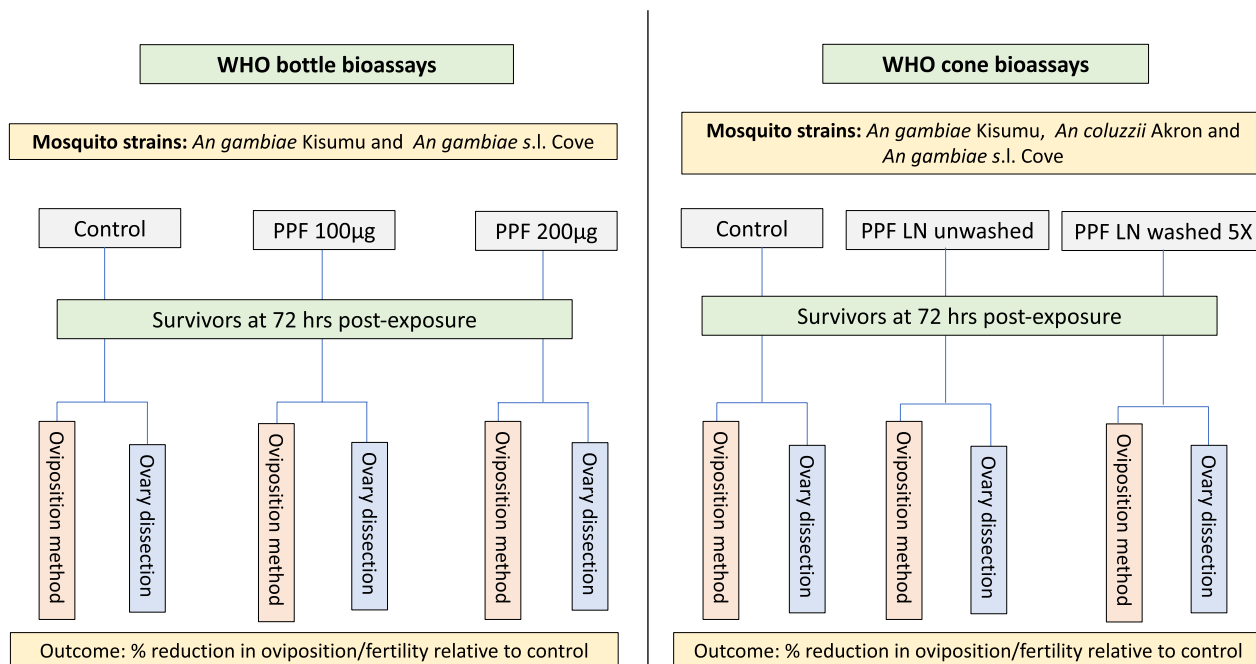 WHO bottle bioassays
Mosquito strains: An gambiae Kisumu and An gambiae s.l. Cove
Control
PPF 100µg
PPF 200µg
Survivors at 72 hrs post-exposure
Oviposition method
Ovary dissection
Oviposition method
Ovary dissection
Oviposition method
Ovary dissection
Outcome: % reduction in oviposition/fertility relative to control
WHO cone bioassays
Mosquito strains: An gambiae Kisumu, An coluzzii Akron and
An gambiae s.l. Cove
Control
PPF LN unwashed
PPF LN washed 5X
Survivors at 72 hrs post-exposure
Oviposition method
Ovary dissection
Oviposition method
Ovary dissection
Oviposition method
Ovary dissection
Outcome: % reduction in oviposition/fertility relative to control